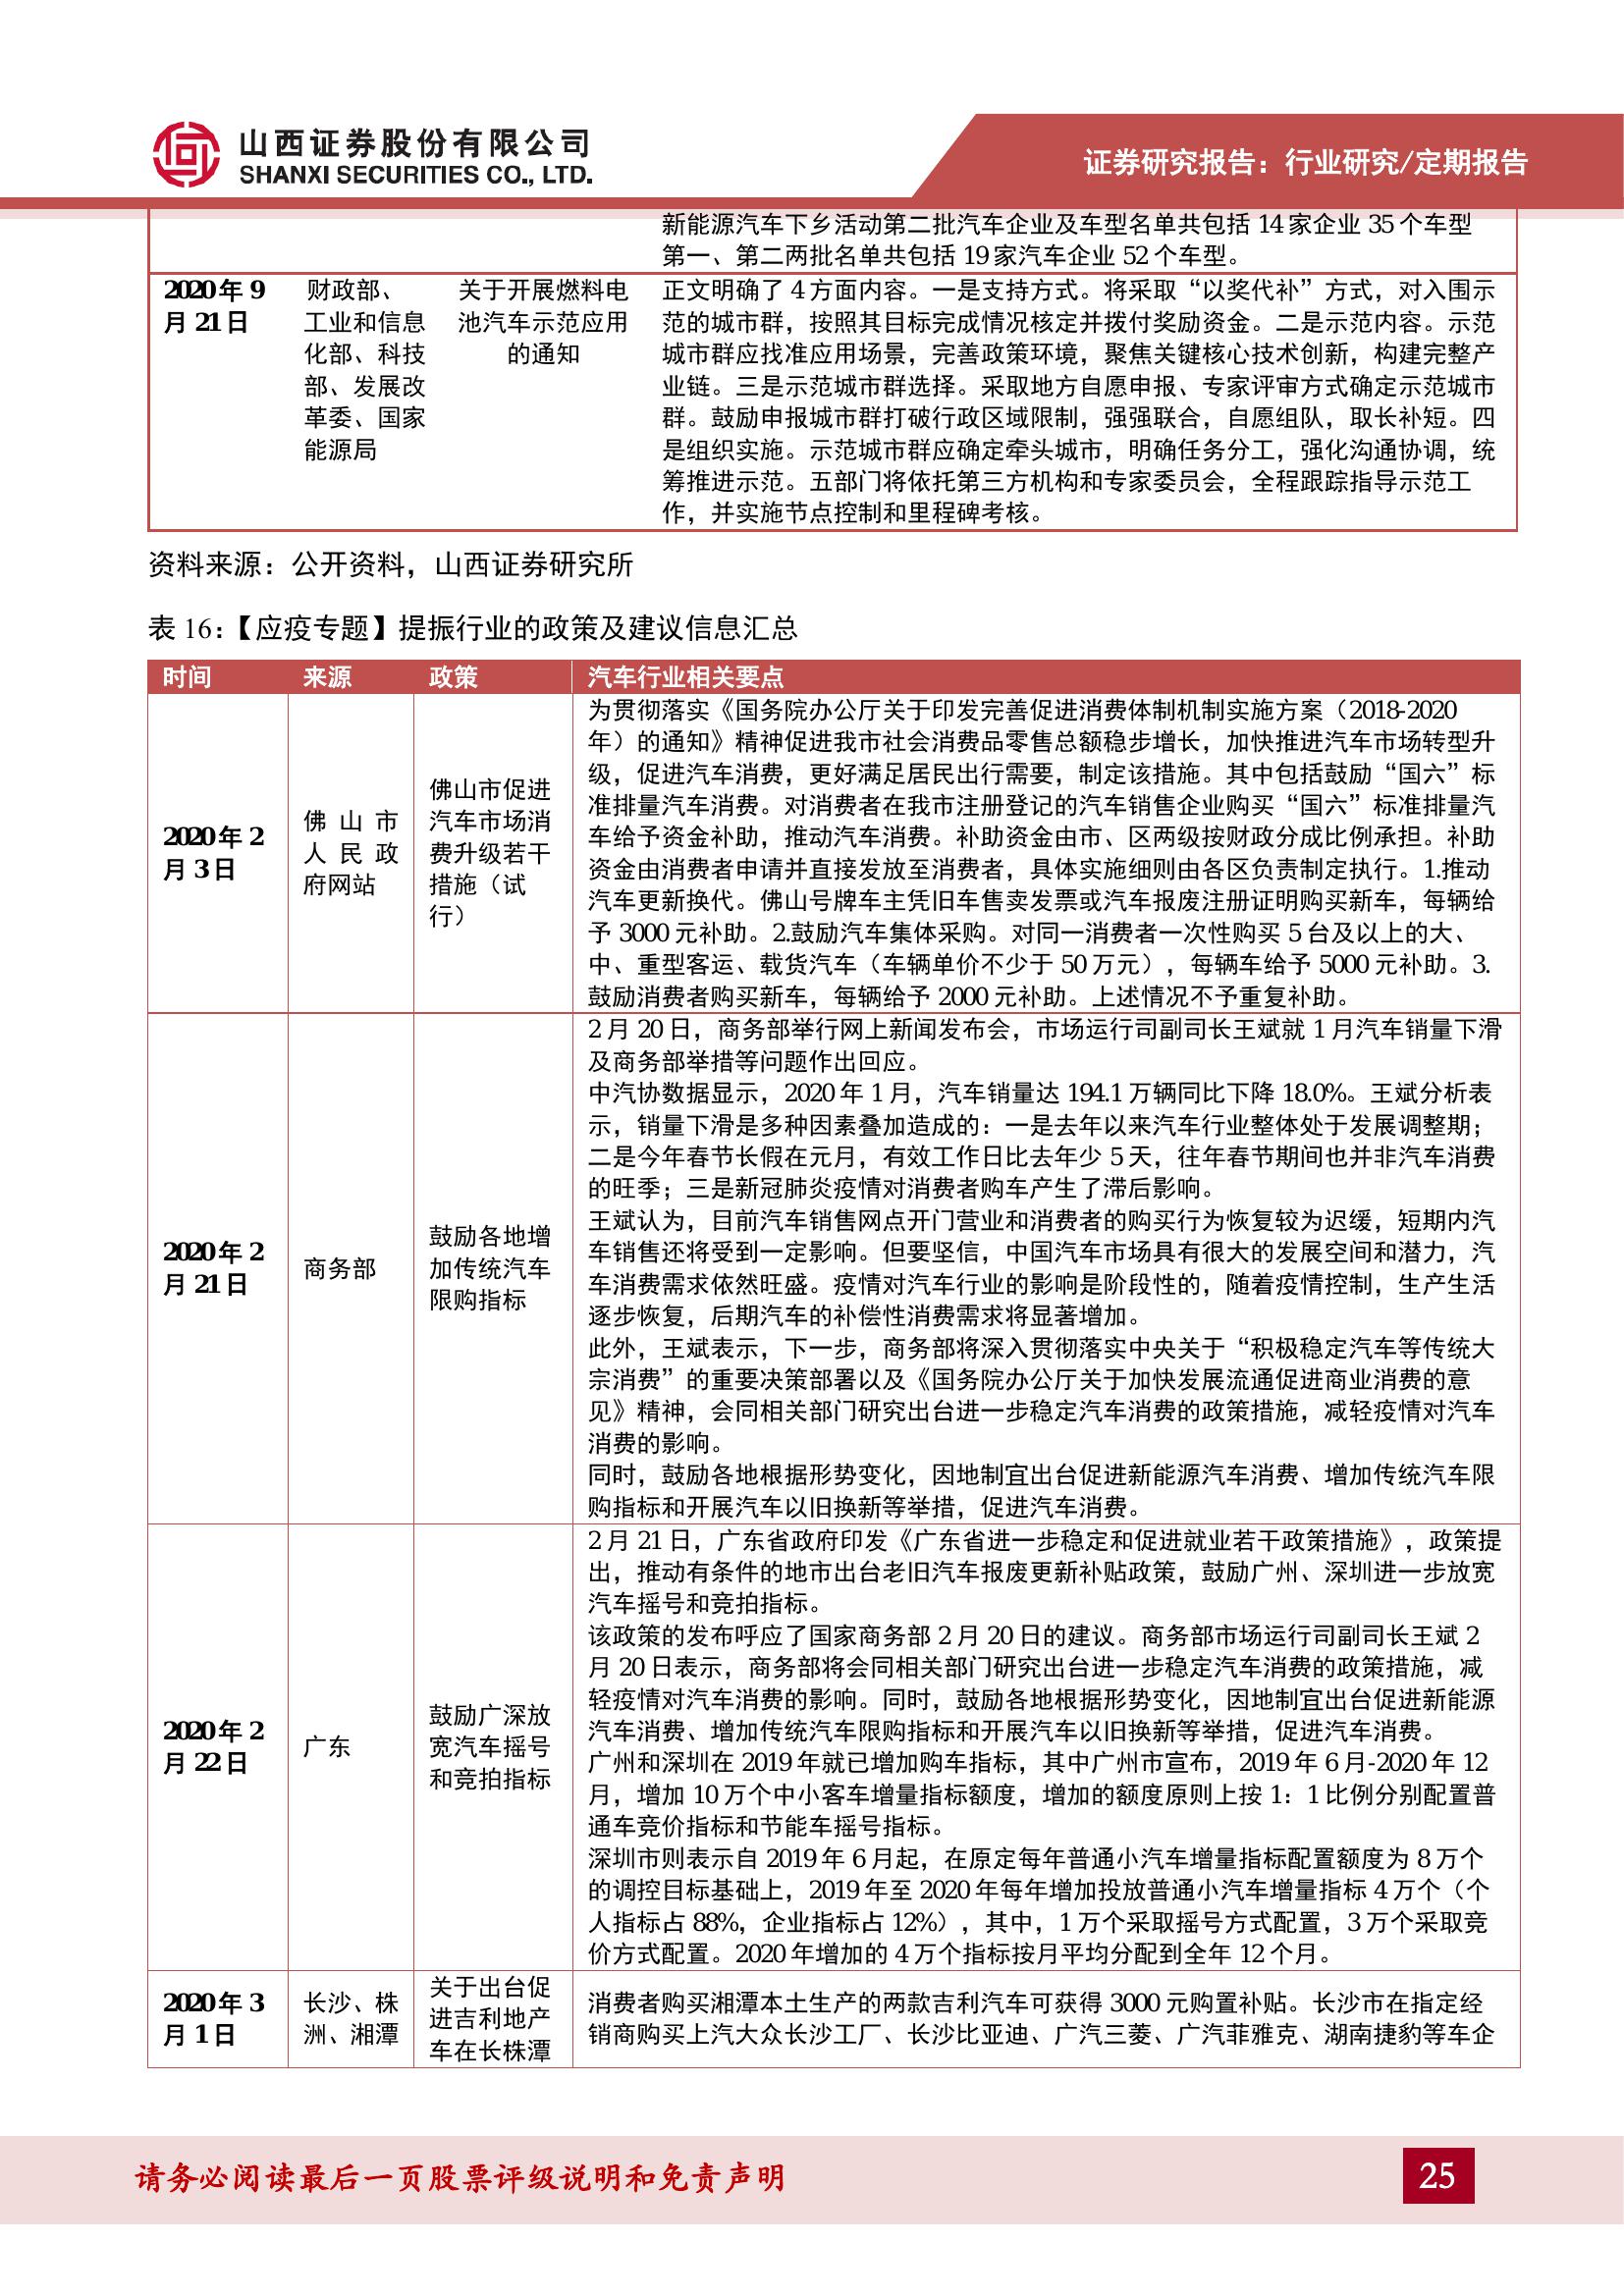 山西证券股份有限公司
SHANXI SECURITIES CO., LTD.
证券研究报告：行业研究/定期报告
新能源汽车下乡活动第二批汽车企业及车型名单共包括 14 家企业 35 个车型
第一、第二两批名单共包括 19 家汽车企业 52 个车型。
2020 年 9
月 21 日
财政部、
工业和信息
化部、科技
部、发展改
革委、国家
能源局
关于开展燃料电
池汽车示范应用
的通知
正文明确了 4 方面内容。一是支持方式。将采取“以奖代补”方式，对入围示
范的城市群，按照其目标完成情况核定并拨付奖励资金。二是示范内容。示范
城市群应找准应用场景，完善政策环境，聚焦关键核心技术创新，构建完整产
业链。三是示范城市群选择。采取地方自愿申报、专家评审方式确定示范城市
群。鼓励申报城市群打破行政区域限制，强强联合，自愿组队，取长补短。四
是组织实施。示范城市群应确定牵头城市，明确任务分工，强化沟通协调，统
筹推进示范。五部门将依托第三方机构和专家委员会，全程跟踪指导示范工
作，并实施节点控制和里程碑考核。
资料来源：公开资料，山西证券研究所
表 16：【应疫专题】提振行业的政策及建议信息汇总
时间
来源
政策
汽车行业相关要点
2020 年 2
月 3 日
佛山市
人民政
府网站
佛山市促进
汽车市场消
费升级若干
措施（试
行）
为贯彻落实《国务院办公厅关于印发完善促进消费体制机制实施方案（2018-2020
年）的通知》精神促进我市社会消费品零售总额稳步增长，加快推进汽车市场转型升
级，促进汽车消费，更好满足居民出行需要，制定该措施。其中包括鼓励“国六”标
准排量汽车消费。对消费者在我市注册登记的汽车销售企业购买“国六”标准排量汽
车给予资金补助，推动汽车消费。补助资金由市、区两级按财政分成比例承担。补助
资金由消费者申请并直接发放至消费者，具体实施细则由各区负责制定执行。1.推动
汽车更新换代。佛山号牌车主凭旧车售卖发票或汽车报废注册证明购买新车，每辆给
予 3000 元补助。2.鼓励汽车集体采购。对同一消费者一次性购买 5 台及以上的大、
中、重型客运、载货汽车（车辆单价不少于 50 万元），每辆车给予 5000 元补助。3.
鼓励消费者购买新车，每辆给予 2000 元补助。上述情况不予重复补助。
2020 年 2
月 21 日
商务部
鼓励各地增
加传统汽车
限购指标
2 月 20 日，商务部举行网上新闻发布会，市场运行司副司长王斌就 1 月汽车销量下滑
及商务部举措等问题作出回应。
中汽协数据显示，2020 年 1 月，汽车销量达 194.1 万辆同比下降 18.0%。王斌分析表
示，销量下滑是多种因素叠加造成的：一是去年以来汽车行业整体处于发展调整期；
二是今年春节长假在元月，有效工作日比去年少 5 天，往年春节期间也并非汽车消费
的旺季；三是新冠肺炎疫情对消费者购车产生了滞后影响。
王斌认为，目前汽车销售网点开门营业和消费者的购买行为恢复较为迟缓，短期内汽
车销售还将受到一定影响。但要坚信，中国汽车市场具有很大的发展空间和潜力，汽
车消费需求依然旺盛。疫情对汽车行业的影响是阶段性的，随着疫情控制，生产生活
逐步恢复，后期汽车的补偿性消费需求将显著增加。
此外，王斌表示，下一步，商务部将深入贯彻落实中央关于“积极稳定汽车等传统大
宗消费”的重要决策部署以及《国务院办公厅关于加快发展流通促进商业消费的意
见》精神，会同相关部门研究出台进一步稳定汽车消费的政策措施，减轻疫情对汽车
消费的影响。
同时，鼓励各地根据形势变化，因地制宜出台促进新能源汽车消费、增加传统汽车限
购指标和开展汽车以旧换新等举措，促进汽车消费。
2020 年 2
月 22 日
广东
鼓励广深放
宽汽车摇号
和竞拍指标
2 月 21 日，广东省政府印发《广东省进一步稳定和促进就业若干政策措施》，政策提
出，推动有条件的地市出台老旧汽车报废更新补贴政策，鼓励广州、深圳进一步放宽
汽车摇号和竞拍指标。
该政策的发布呼应了国家商务部 2 月 20 日的建议。商务部市场运行司副司长王斌 2
月 20 日表示，商务部将会同相关部门研究出台进一步稳定汽车消费的政策措施，减
轻疫情对汽车消费的影响。同时，鼓励各地根据形势变化，因地制宜出台促进新能源
汽车消费、增加传统汽车限购指标和开展汽车以旧换新等举措，促进汽车消费。
广州和深圳在 2019 年就已增加购车指标，其中广州市宣布，2019 年 6 月-2020 年 12
月，增加 10 万个中小客车增量指标额度，增加的额度原则上按 1：1 比例分别配置普
通车竞价指标和节能车摇号指标。
深圳市则表示自 2019 年 6 月起，在原定每年普通小汽车增量指标配置额度为 8 万个
的调控目标基础上，2019 年至 2020 年每年增加投放普通小汽车增量指标 4 万个（个
人指标占 88%，企业指标占 12%），其中，1 万个采取摇号方式配置，3 万个采取竞
价方式配置。2020 年增加的 4 万个指标按月平均分配到全年 12 个月。
2020 年 3
月 1 日
长沙、株
洲、湘潭
关于出台促
进吉利地产
车在长株潭
消费者购买湘潭本土生产的两款吉利汽车可获得 3000 元购置补贴。长沙市在指定经
销商购买上汽大众长沙工厂、长沙比亚迪、广汽三菱、广汽菲雅克、湖南捷豹等车企
请务必阅读最后一页股票评级说明和免责声明
25